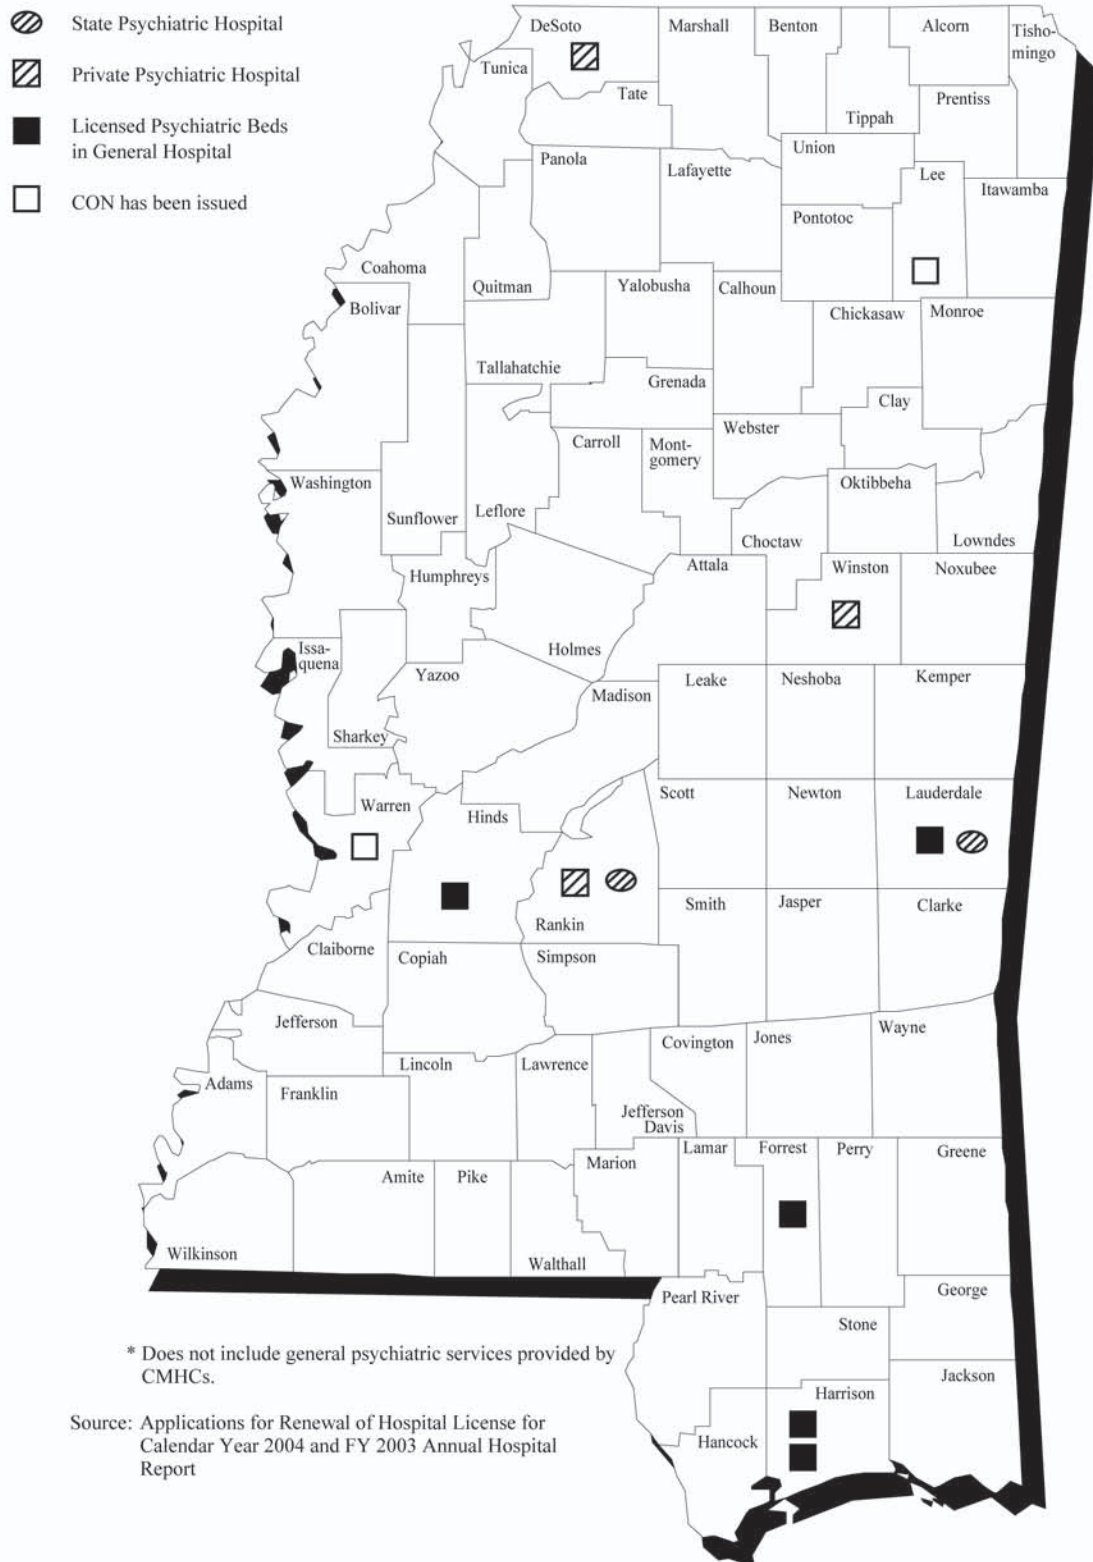 State Psychiatric Hospital
Private Psychiatric Hospital
Licensed Psychiatric Beds
in General Hospital
CON has been issued
DeSoto
Marshall
Benton
Alcorn
Tisho-
mingo
Tunica
Tate
Prentiss
Tippah
Union
Panola
Lafayette
Lee
Itawamba
Pontotoc
Coahoma
Quitman
Yalobusha
Calhoun
Bolivar
Chickasaw
Monroe
Tallahatchie
Grenada
Clay
Webster
Carroll
Mont-
gomery
Washington
Oktibbeha
Sunflower
Leflore
Choctaw
Lowndes
Attala
Winston
Noxubee
Humphreys
Holmes
Issa-
quena
Yazoo
Leake
Neshoba
Kemper
Madison
Sharkey
Scott
Newton
Lauderdale
Warren
Hinds
Smith
Jasper
Clarke
Rankin
Claiborne
Copiah
Simpson
Jefferson
Wayne
Covington
Jones
Lincoln
Lawrence
Adams
Franklin
Jefferson
Davis
Lamar
Forrest
Perry
Greene
Marion
Amite
Pike
Wilkinson
Walthall
George
Pearl River
Stone
Jackson
Harrison
Hancock
* Does not include general psychiatric services provided by
CMHCs.
Source: Applications for Renewal of Hospital License for
Calendar Year 2004 and FY 2003 Annual Hospital
Report